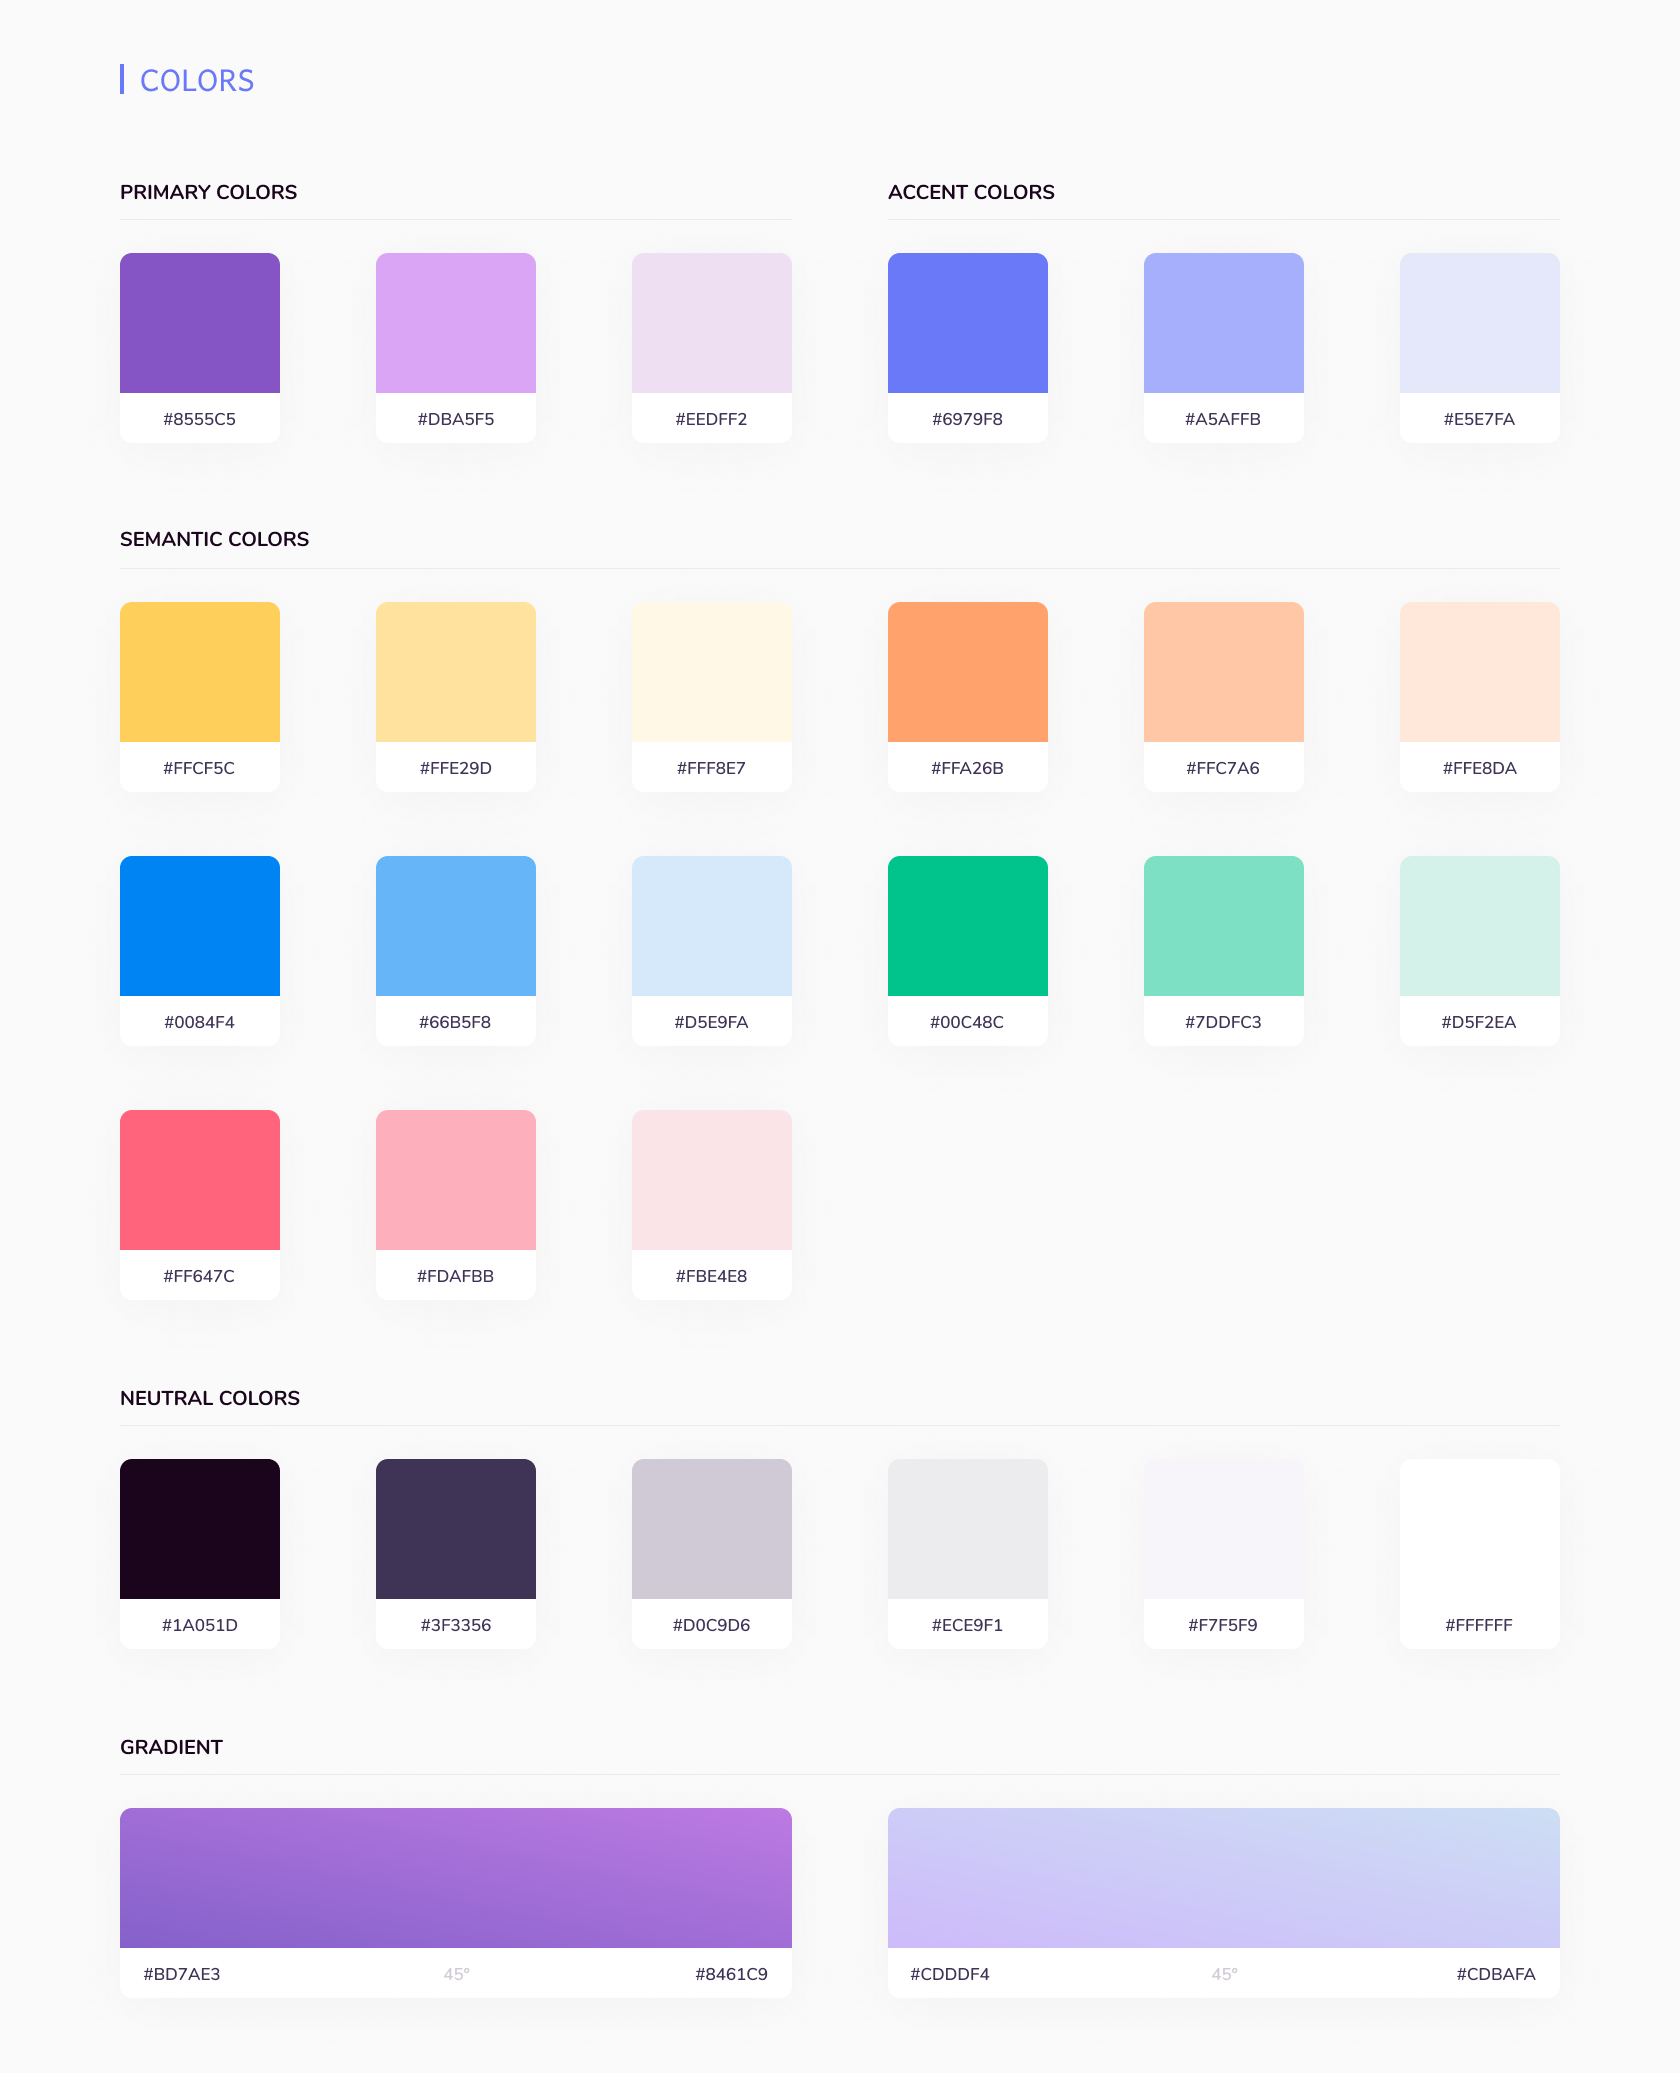 COLORS
PRIMARY COLORS
#8555C5
#DBA5F5
#EEDFF2
ACCENT COLORS
#6979F8
#A5AFFB
#E5E7FA
SEMANTIC COLORS
#FFCF5C
#FFE29D
#FFF8E7
#FFA26B
#FFC7A6
#FFE8DA
#0084F4
#66B5F8
#D5E9FA
#00C48C
#7DDFC3
#D5F2EA
#FF647C
#FDAFBB
#FBE4E8
NEUTRAL COLORS
#1A051D
#3F3356
#D0C9D6
#ECE9F1
#F7F5F9
#FFFFFF
GRADIENT
#BD7AE3 45° #8461C9
#CDDDF4 45° #CDBAFA